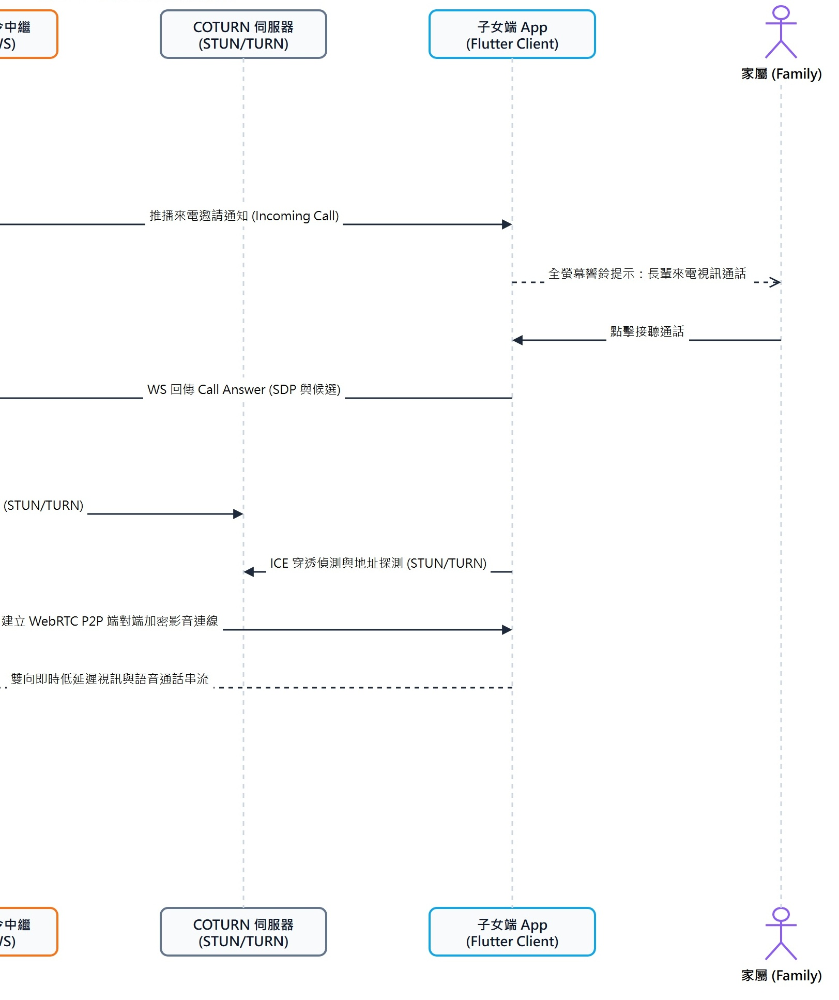 中繼
COTURN 伺服器
(STUN/TURN)
子女端 App
(Flutter Client)
家屬 (Family)
推播來電邀請通知 (Incoming Call)
全螢幕響鈴提示：長輩來電視訊通話
點擊接聽通話
WS 回傳 Call Answer (SDP 與候選)
(STUN/TURN)
ICE 穿透偵測與地址探測 (STUN/TURN)
建立 WebRTC P2P 端對端加密影音連線
雙向即時低延遲視訊與語音通話串流
中繼
COTURN 伺服器
(STUN/TURN)
子女端 App
(Flutter Client)
家屬 (Family)